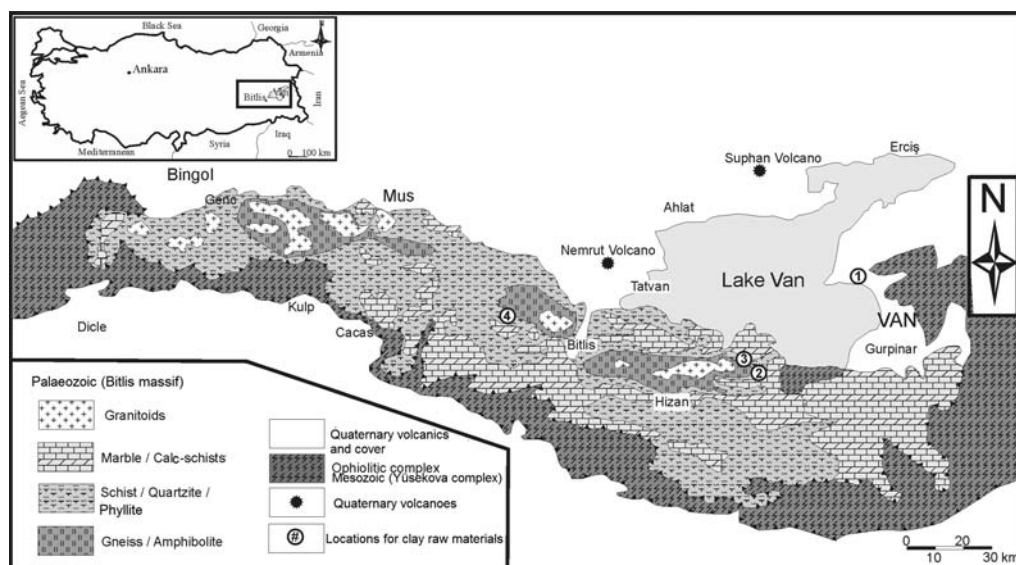 Black Sea
Georgia
N
Armenia
Ankara
Aegean Sea
Bitlis
Van
Iran
Mediterranean
Syria
Iraq
0 100 km
Bingol
Mus
Genc
Suphan Volcano
Erciş
Ahlat
Nemrut Volcano
Tatvan
Lake Van
1
VAN
N
Gurpinar
Kulp
Dicle
Cacas
4
Bitlis
3
2
Hizan
Palaeozoic (Bitlis massif)
Granitoids
Marble / Calc-schists
Schist / Quartzite /
Phyllite
Gneiss / Amphibolite
Quaternary volcanics
and cover
Ophiolitic complex
Mesozoic (Yüsekova complex)
Quaternary volcanoes
# Locations for clay raw materials
0 20
10 30 km